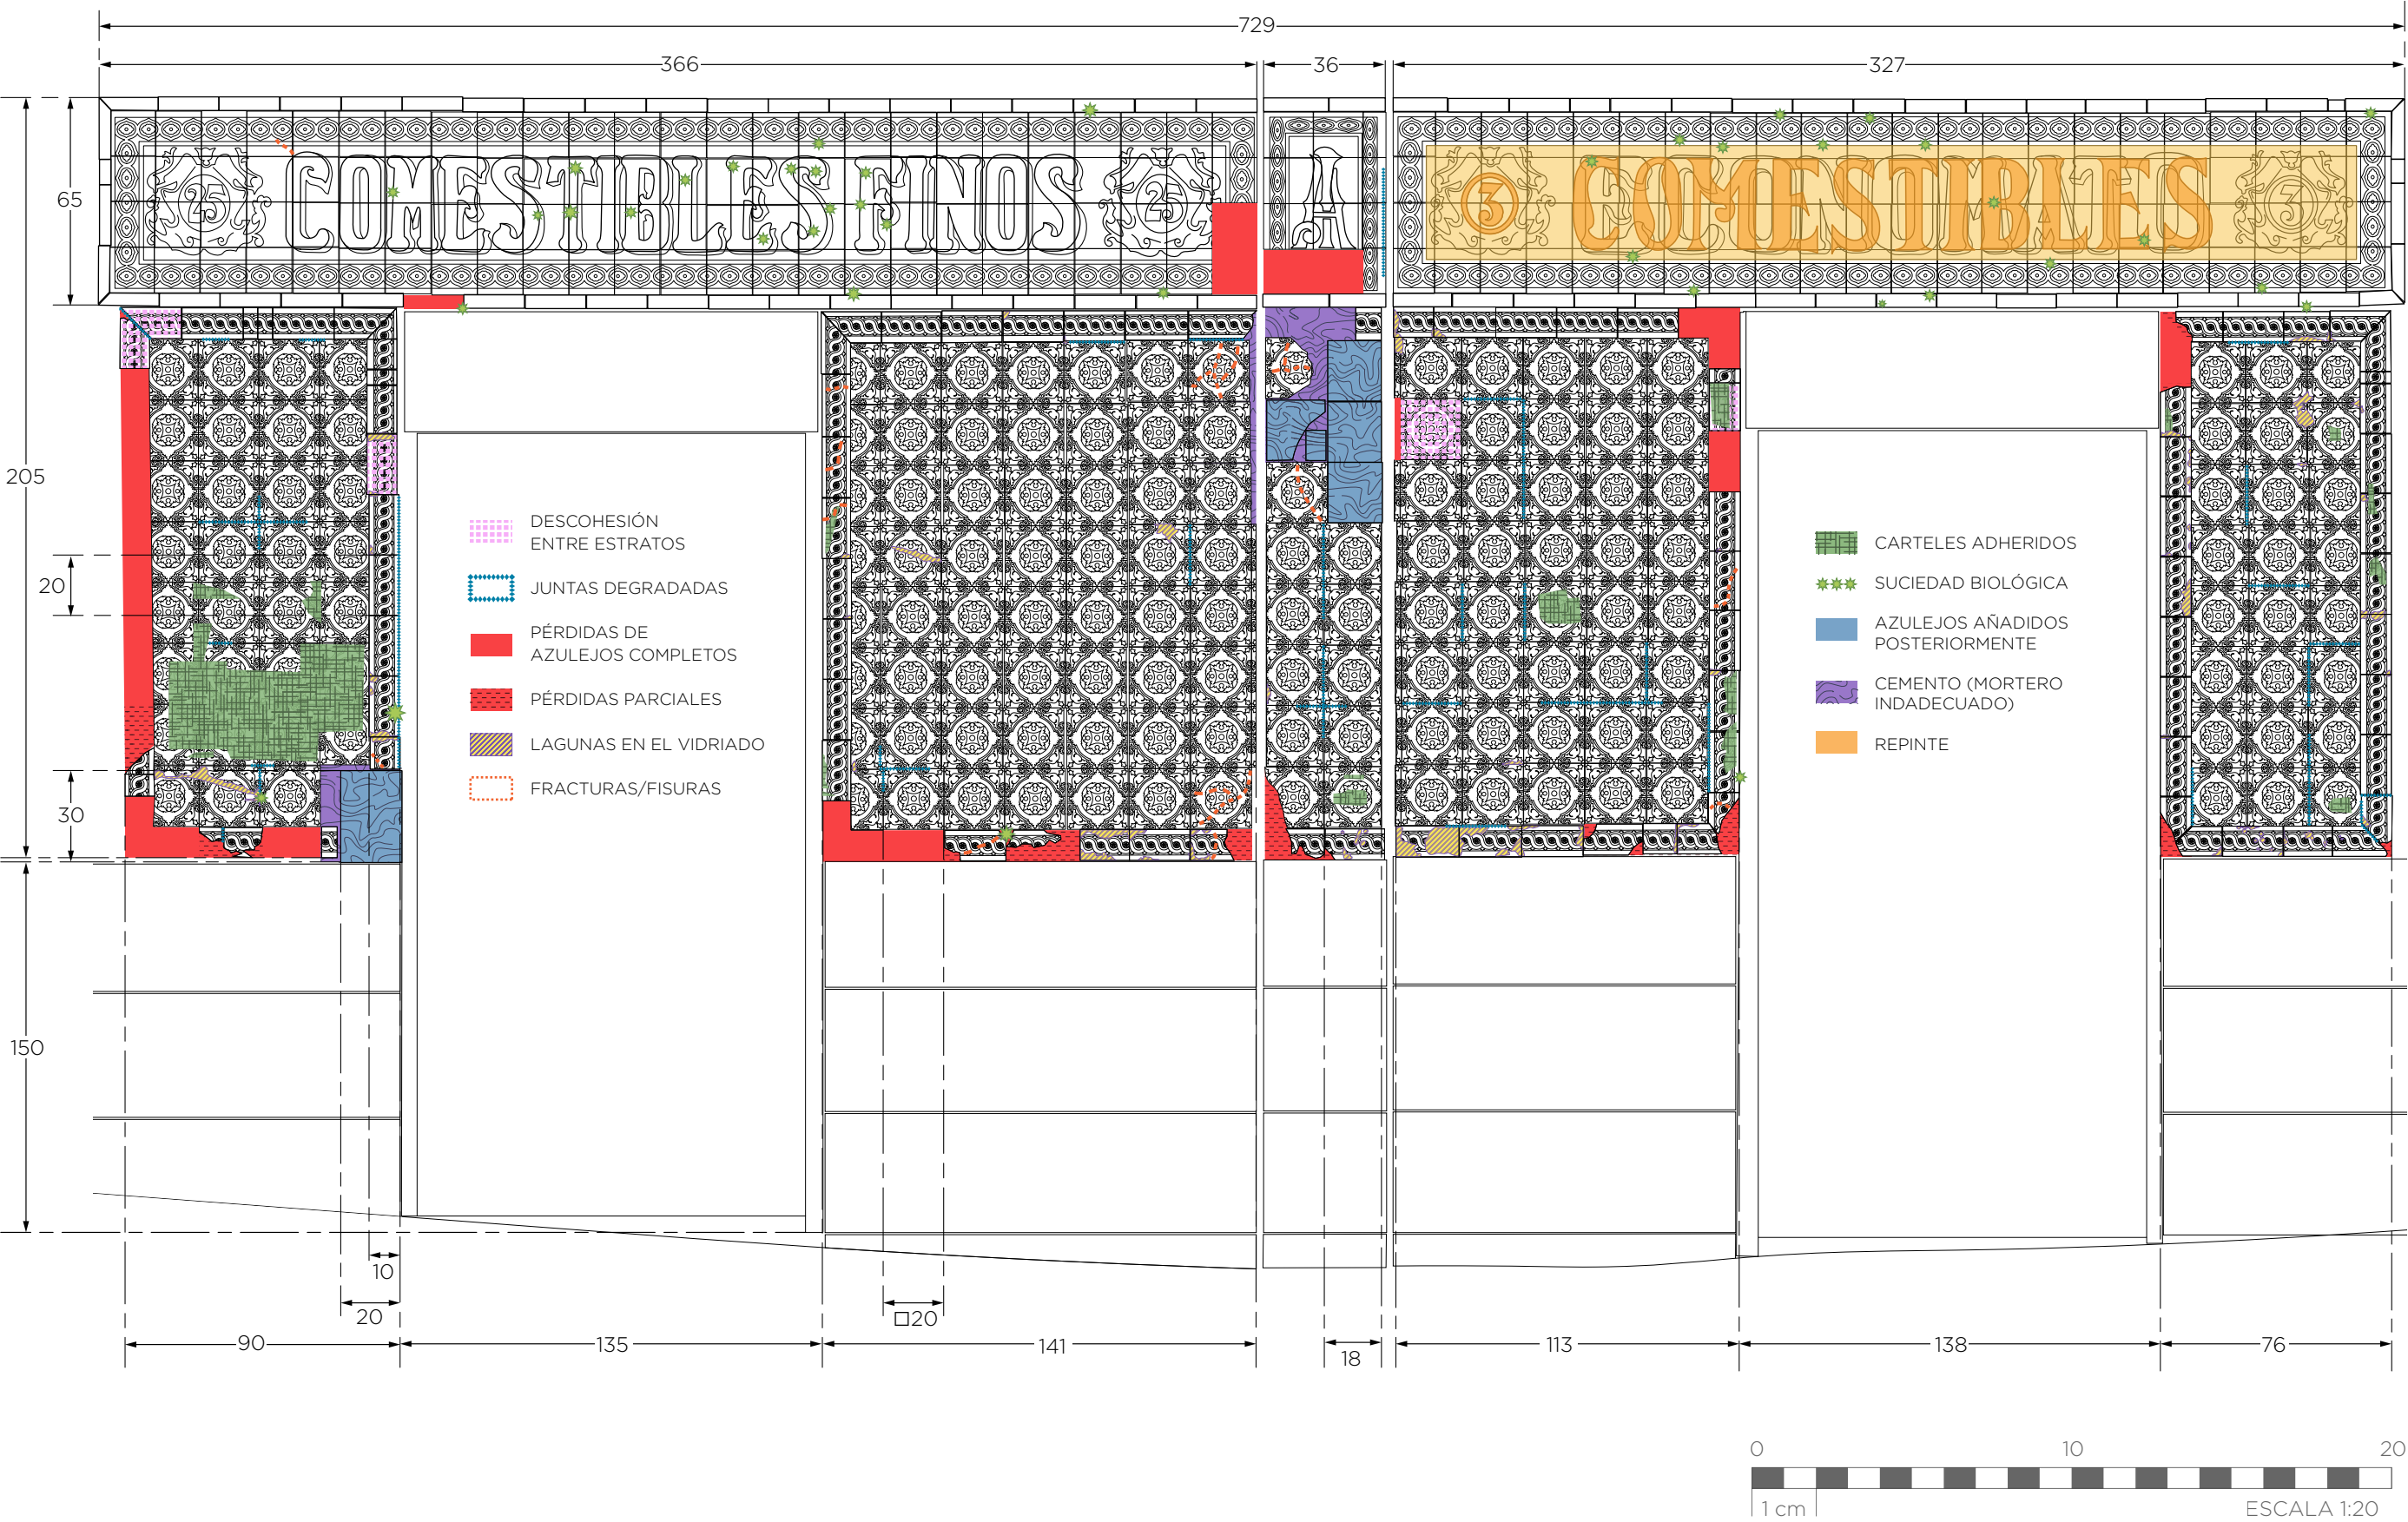 729
366
36
327
65
25 COMESTIBLES FINOS 25
A
3 COMESTIBLES 3
205
20
30
150
DESCOHESIÓN
ENTRE ESTRATOS
JUNTAS DEGRADADAS
PÉRDIDAS DE
AZULEJOS COMPLETOS
PÉRDIDAS PARCIALES
LAGUNAS EN EL VIDRIADO
FRACTURAS/FISURAS
CARTELES ADHERIDOS
SUCIEDAD BIOLÓGICA
AZULEJOS AÑADIDOS
POSTERIORMENTE
CEMENTO (MORTERO
INDADECUADO)
REPINTE
10
20
□20
90
135
141
18
113
138
76
0 10 20
1 cm
ESCALA 1:20